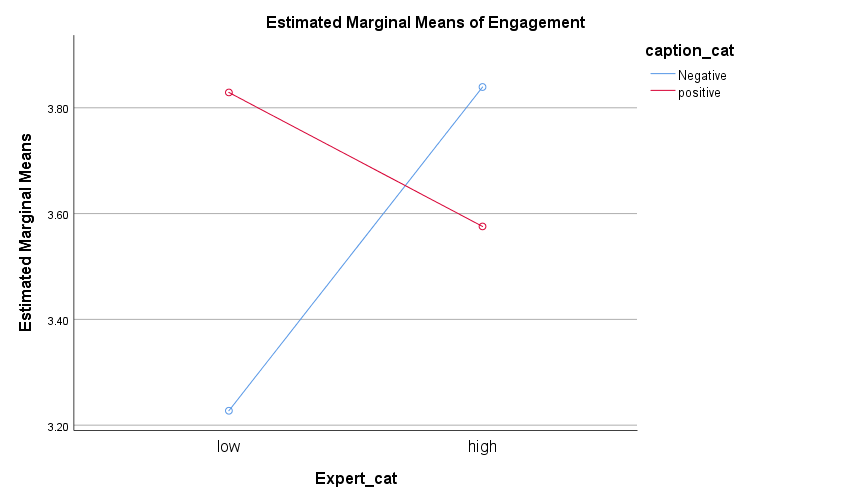 Estimated Marginal Means of Engagement
caption_cat
Negative
positive
Estimated Marginal Means
3.80
3.60
3.40
3.20
low
high
Expert_cat